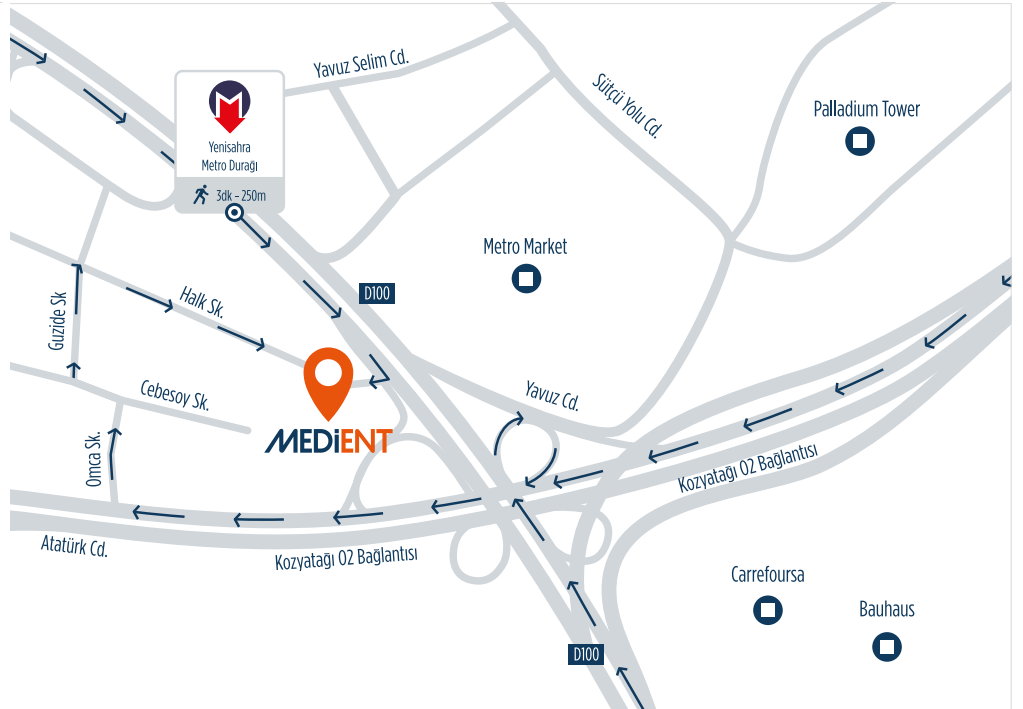 Yavuz Selim Cd.
Sütçü Yolu Cd.
Palladium Tower
M
Yenisahra
Metro Durağı
3dk - 250m
Metro Market
D100
Halk Sk.
Guzide Sk
Cebesoy Sk.
Yavuz Cd.
MEDiENT
Omca Sk.
Kozyatağı O2 Bağlantısı
Atatürk Cd.
Kozyatağı O2 Bağlantısı
Carrefoursa
Bauhaus
D100